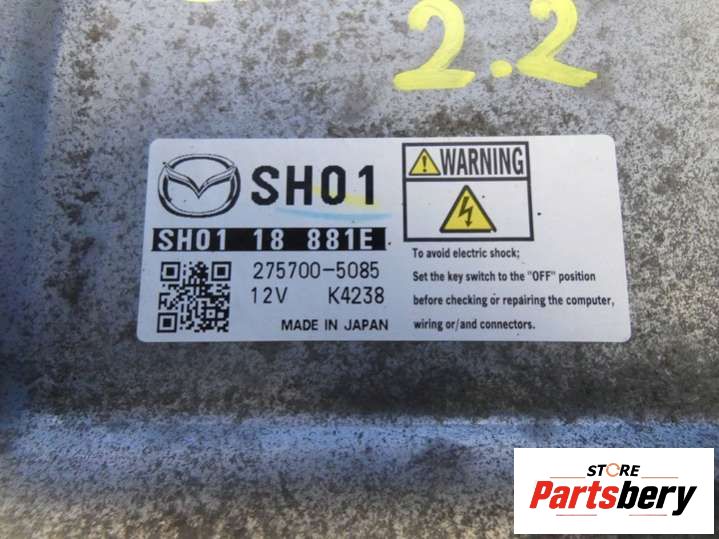 2.2
SH01
SH01 18 881E
275700-5085
12V K4238
MADE IN JAPAN
WARNING
To avoid electric shock;
Set the key switch to the "OFF" position
before checking or repairing the computer,
wiring or/and connectors.
STORE
Partsbery